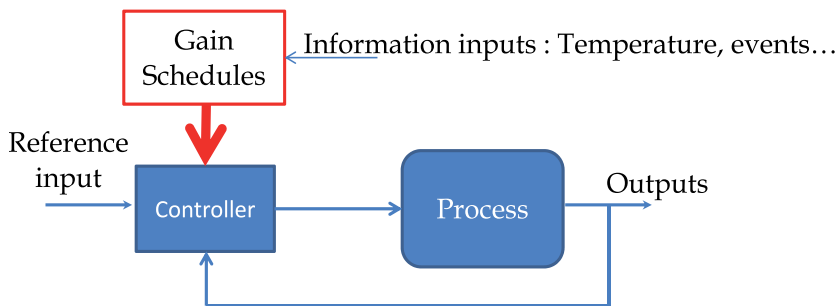 Gain
Schedules
Information inputs : Temperature, events…
Reference
input
Controller
Process
Outputs